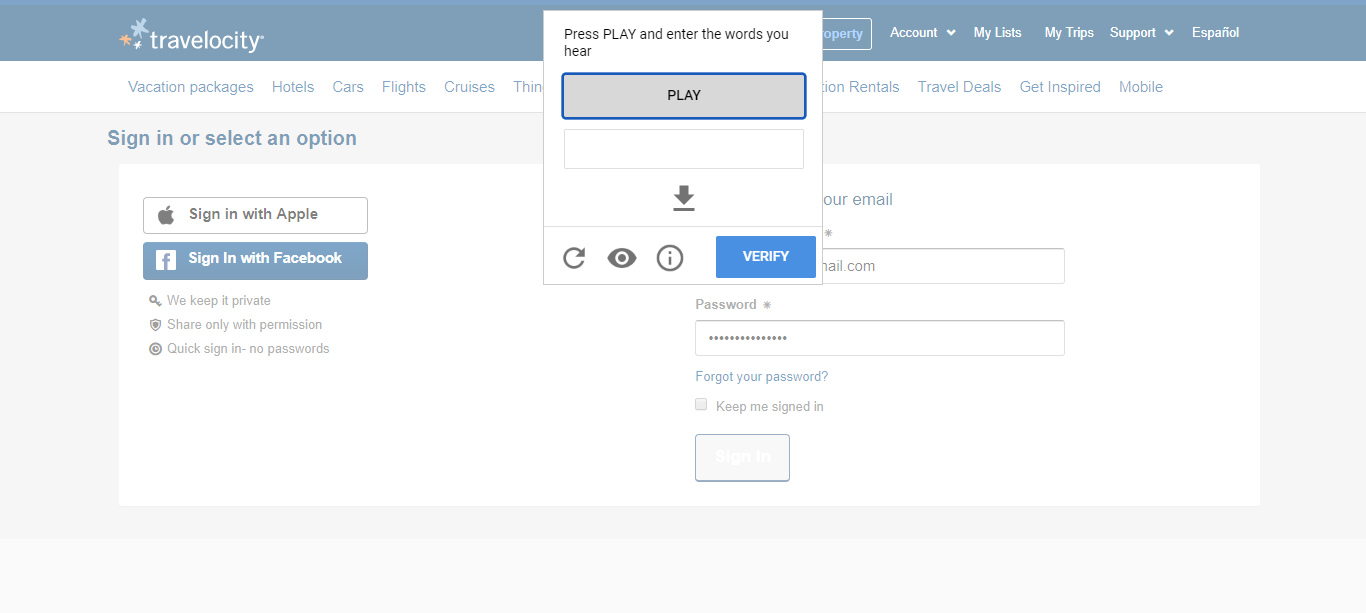 travelocity
operty
Account
My Lists
My Trips
Support
Español
Vacation packages
Hotels
Cars
Flights
Cruises
Thin
tion Rentals
Travel Deals
Get Inspired
Mobile
Press PLAY and enter the words you
hear
PLAY
VERIFY
Sign in or select an option
Sign in with Apple
Sign In with Facebook
We keep it private
Share only with permission
Quick sign in- no passwords
our email
*
ail.com
Password *
•••••••••••••••
Forgot your password?
Keep me signed in
Sign In